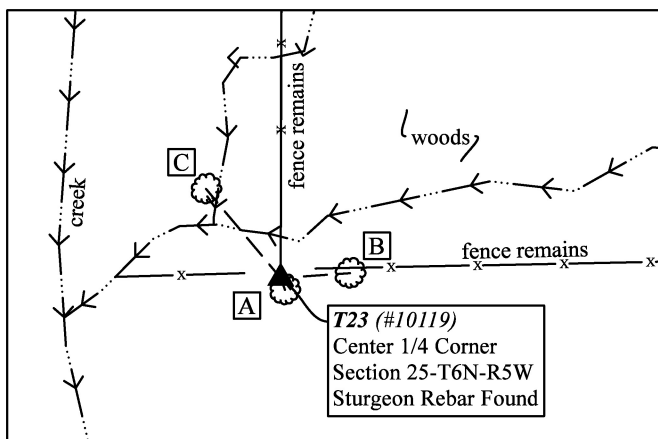 fence remains
woods
C
creek
B
fence remains
A
T23 (#10119)
Center 1/4 Corner
Section 25-T6N-R5W
Sturgeon Rebar Found
x
x
x
x
x
x
x